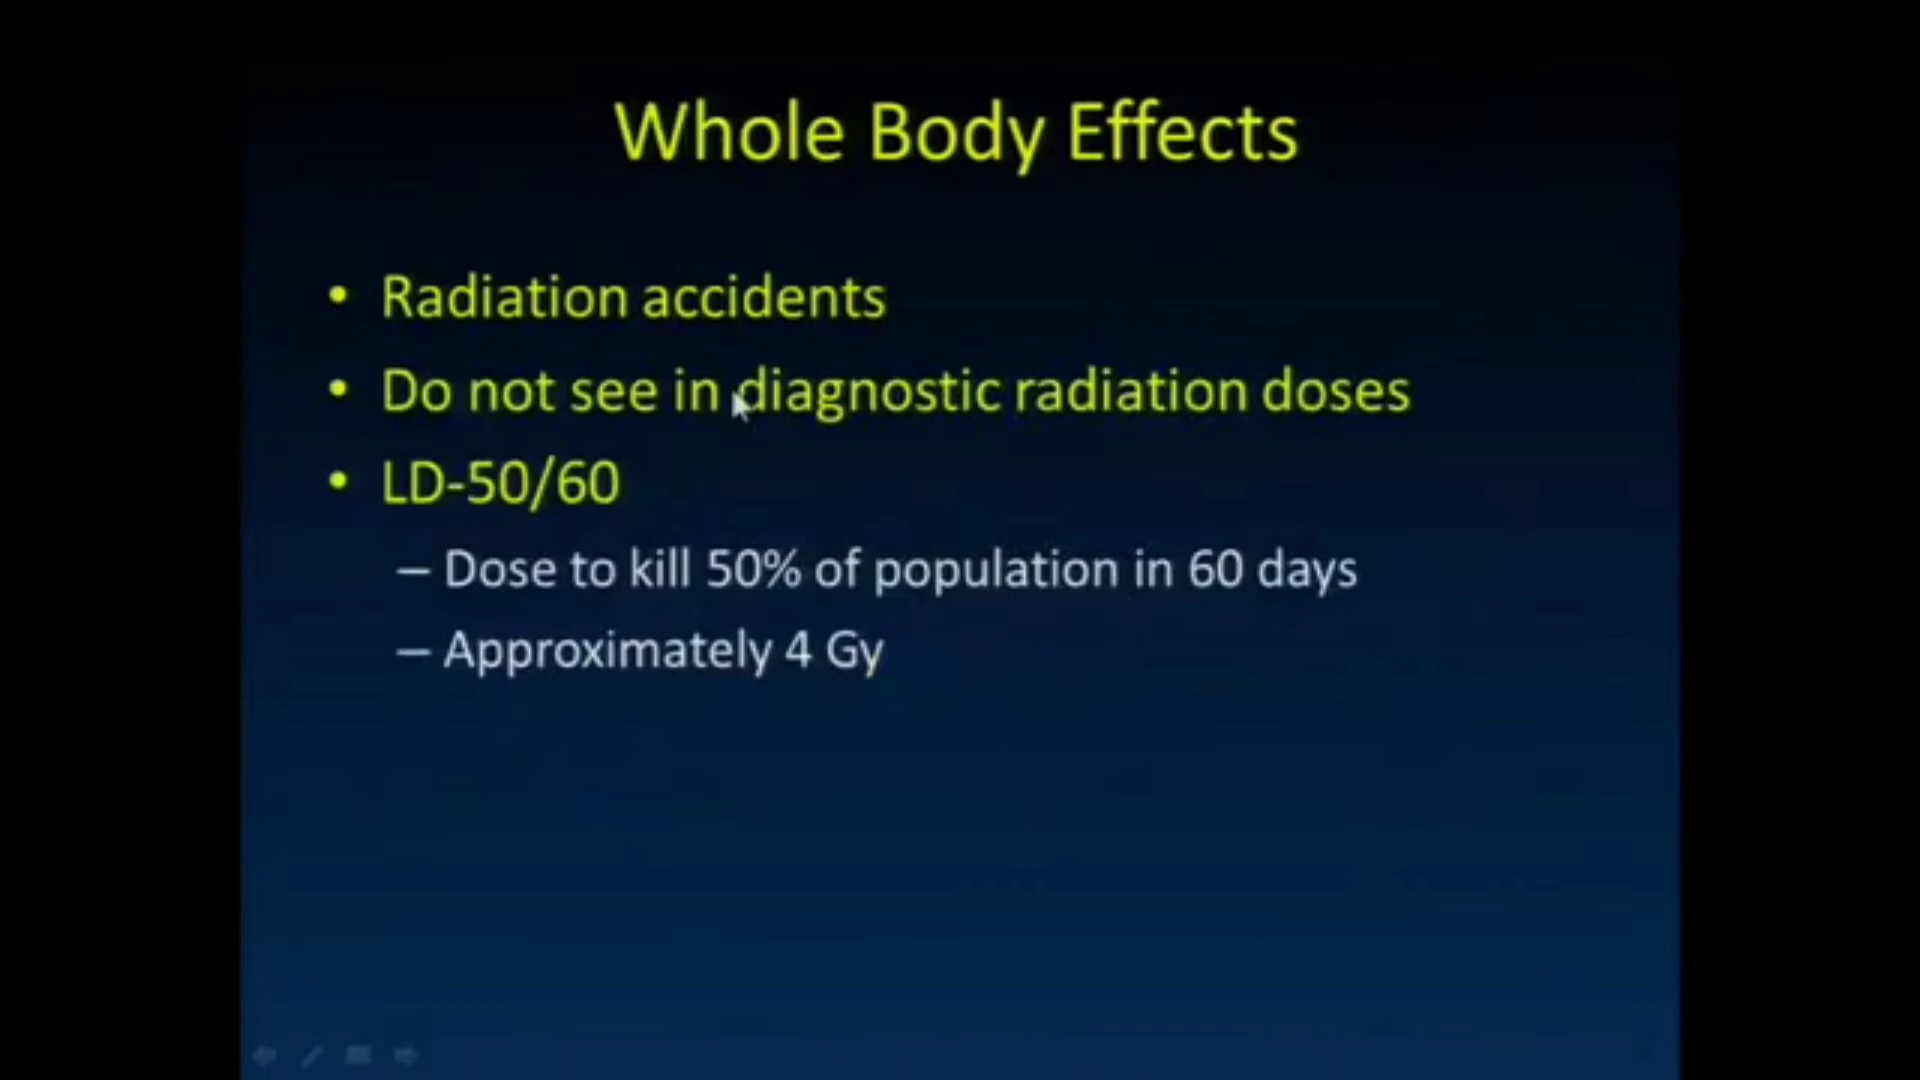 Whole Body Effects
• Radiation accidents
• Do not see in diagnostic radiation doses
• LD-50/60
– Dose to kill 50% of population in 60 days
– Approximately 4 Gy